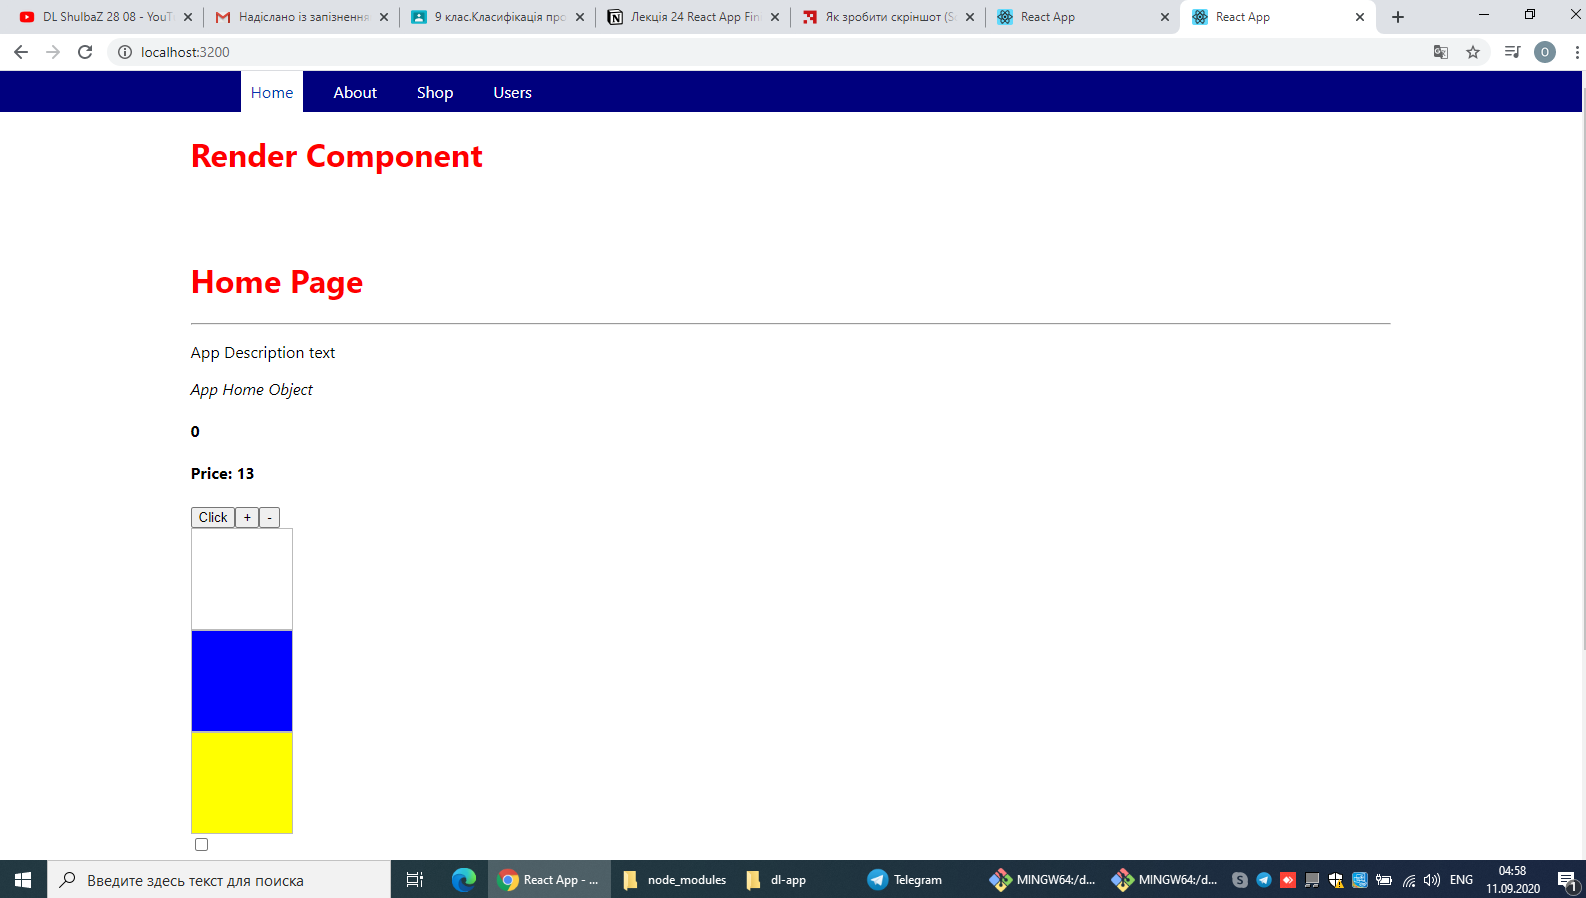 DL ShulbaZ 28 08 - YouT
Надіслано із запізнення
9 клас.Класифікація про
Лекція 24 React App Fin
Як зробити скріншот (S
React App
React App
localhost:3200
O
Home About Shop Users
Render Component
Home Page
App Description text
App Home Object
0
Price: 13
Click + -
Введите здесь текст для поиска
React App - ...
node_modules
dl-app
Telegram
MINGW64:/d...
MINGW64:/d...
ENG
04:58
11.09.2020
1